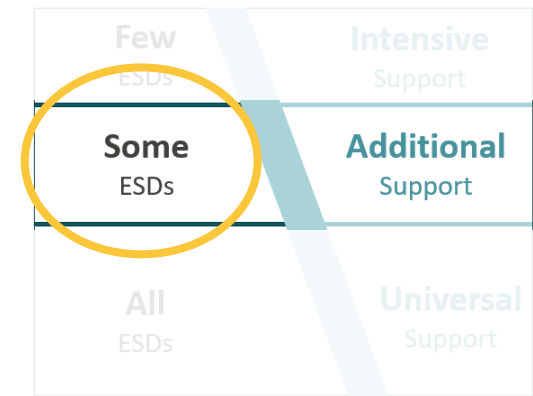 Few
ESDs
Intensive
Support
Some
ESDs
Additional
Support
All
ESDs
Universal
Support